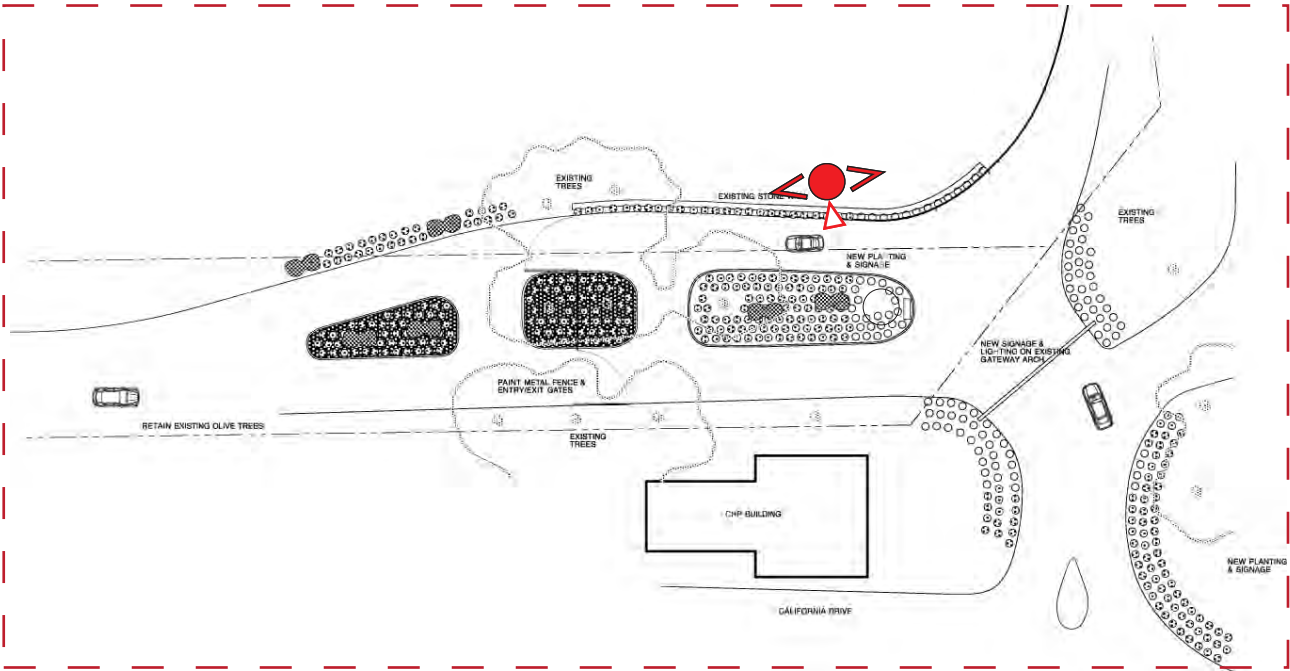 EXISTING
TREES
EXISTING
EXISTING
TREES
NEW PLANTING
& SIGNAGE
NEW SIGNAGE &
LIGHTING ON EXISTING
GATEWAY ARCH
PAINT METAL FENCE &
ENTRY/EXIT GATES
RETAIN EXISTING OLIVE TREES
EXISTING
TREES
CHP BUILDING
NEW PLANTING
& SIGNAGE
CALIFORNIA DRIVE